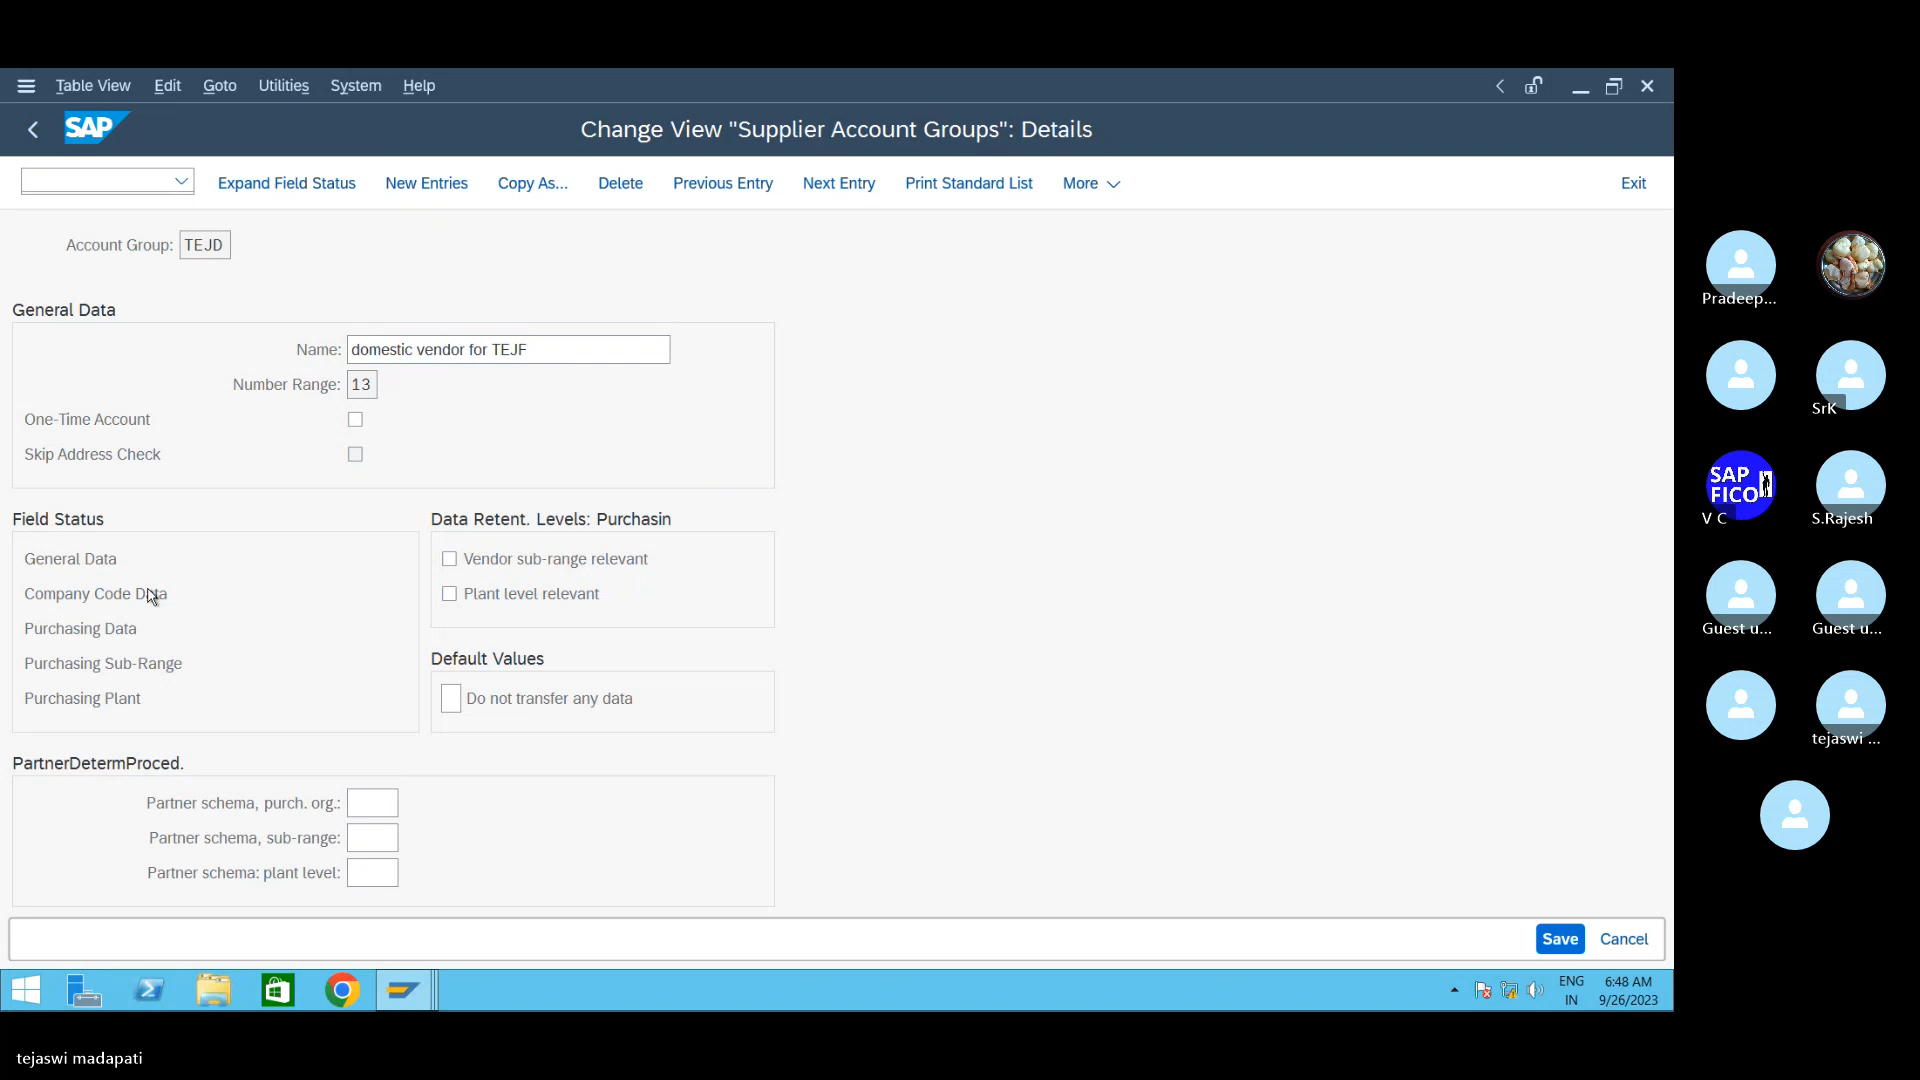 Table View Edit Goto Utilities System Help
SAP Change View "Supplier Account Groups": Details
Expand Field Status New Entries Copy As... Delete Previous Entry Next Entry Print Standard List More Exit
Account Group: TEJD
General Data
Name: domestic vendor for TEJF
Number Range: 13
One-Time Account
Skip Address Check
Field Status
General Data
Company Code Data
Purchasing Data
Purchasing Sub-Range
Purchasing Plant
Data Retent. Levels: Purchasin
Vendor sub-range relevant
Plant level relevant
Default Values
Do not transfer any data
PartnerDetermProced.
Partner schema, purch. org.:
Partner schema, sub-range:
Partner schema: plant level:
Save Cancel
ENG 6:48 AM
IN 9/26/2023
Pradeep...
SrK
SAP
FICO
V C S.Rajesh
Guest u... Guest u...
tejaswi ...
tejaswi madapati